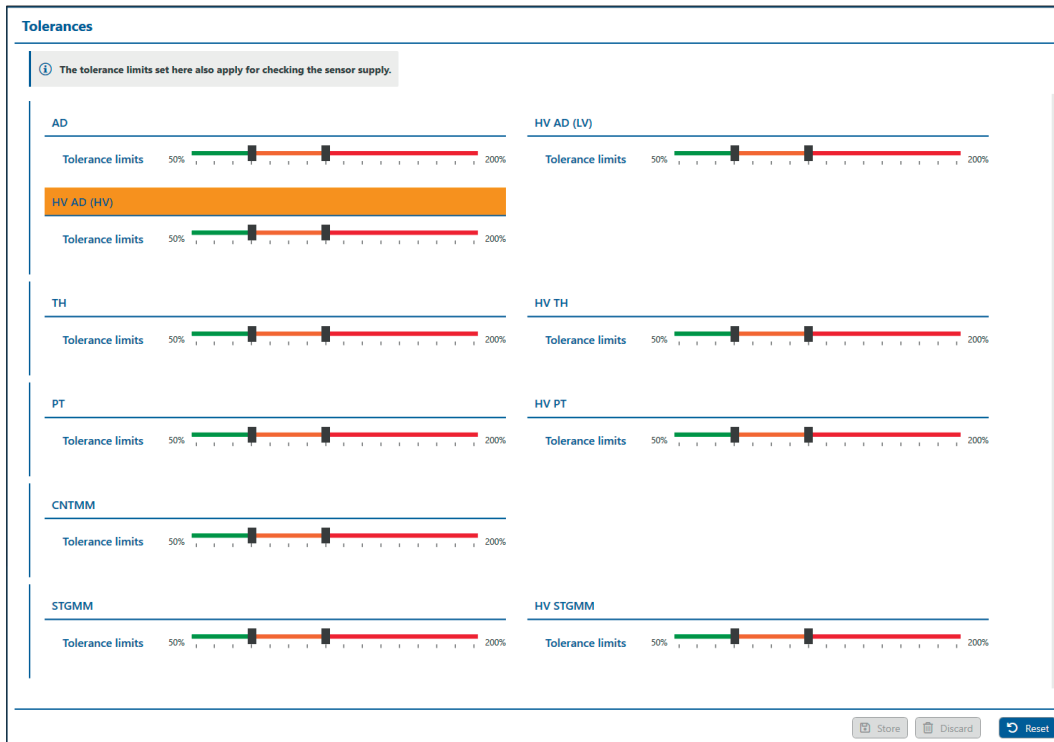 Tolerances
The tolerance limits set here also apply for checking the sensor supply.
AD
Tolerance limits 50% 200%
HV AD (LV)
Tolerance limits 50% 200%
HV AD (HV)
Tolerance limits 50% 200%
TH
Tolerance limits 50% 200%
HV TH
Tolerance limits 50% 200%
PT
Tolerance limits 50% 200%
HV PT
Tolerance limits 50% 200%
CNTMM
Tolerance limits 50% 200%
STGMM
Tolerance limits 50% 200%
HV STGMM
Tolerance limits 50% 200%
Store Discard Reset